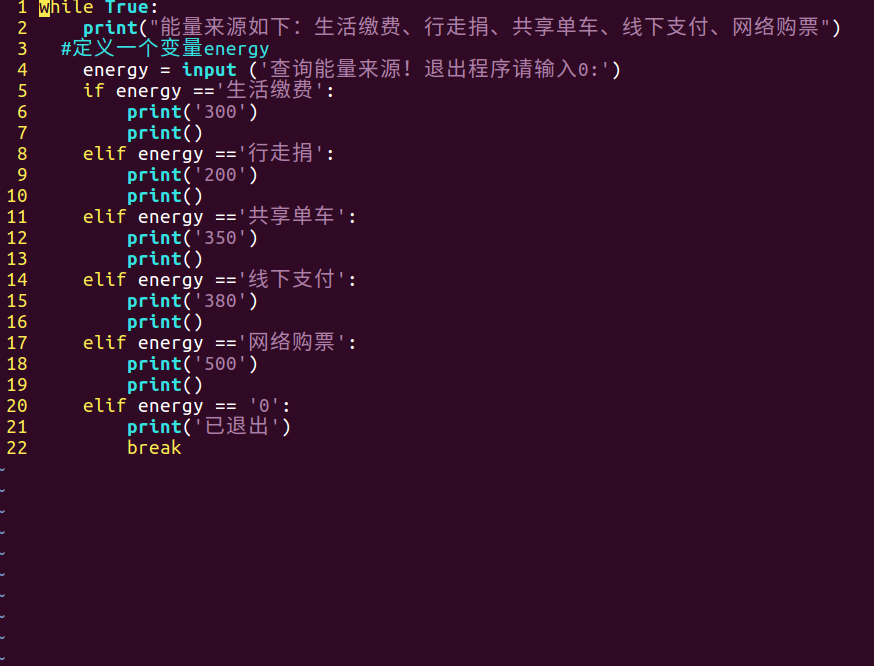 1 while True:
2     print("能量来源如下：生活缴费、行走捐、共享单车、线下支付、网络购票")
3   #定义一个变量energy
4     energy = input ('查询能量来源！退出程序请输入0:')
5     if energy =='生活缴费':
6         print('300')
7         print()
8     elif energy =='行走捐':
9         print('200')
10         print()
11     elif energy =='共享单车':
12         print('350')
13         print()
14     elif energy =='线下支付':
15         print('380')
16         print()
17     elif energy =='网络购票':
18         print('500')
19         print()
20     elif energy == '0':
21         print('已退出')
22         break
~
~
~
~
~
~
~
~
~
~